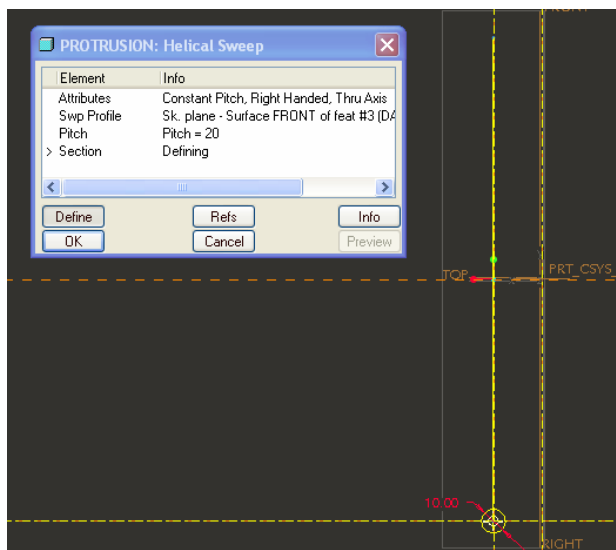 FRONT
PROTRUSION: Helical Sweep
Element Info
Attributes Constant Pitch, Right Handed, Thru Axis
Swp Profile Sk. plane - Surface FRONT of feat #3 (DA
Pitch Pitch = 20
> Section Defining
Define Refs Info
OK Cancel Preview
TOP PRT_CSYS_
10.00
RIGHT